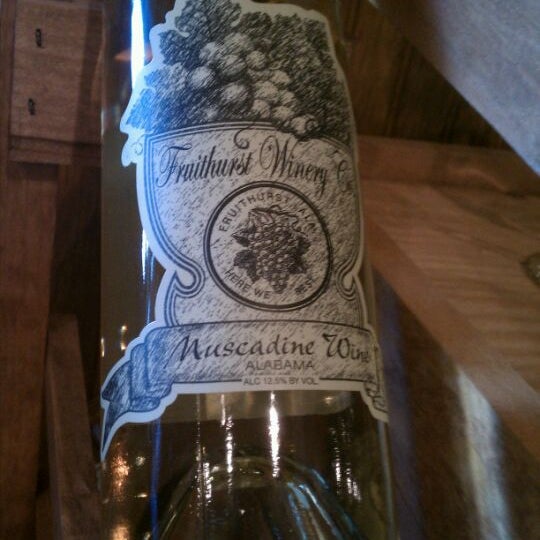 Fruithurst Winery Co
FRUITHURST, ALA.
HERE WE
Muscadine Wine
ALABAMA
ALC 12.5% BY VOL